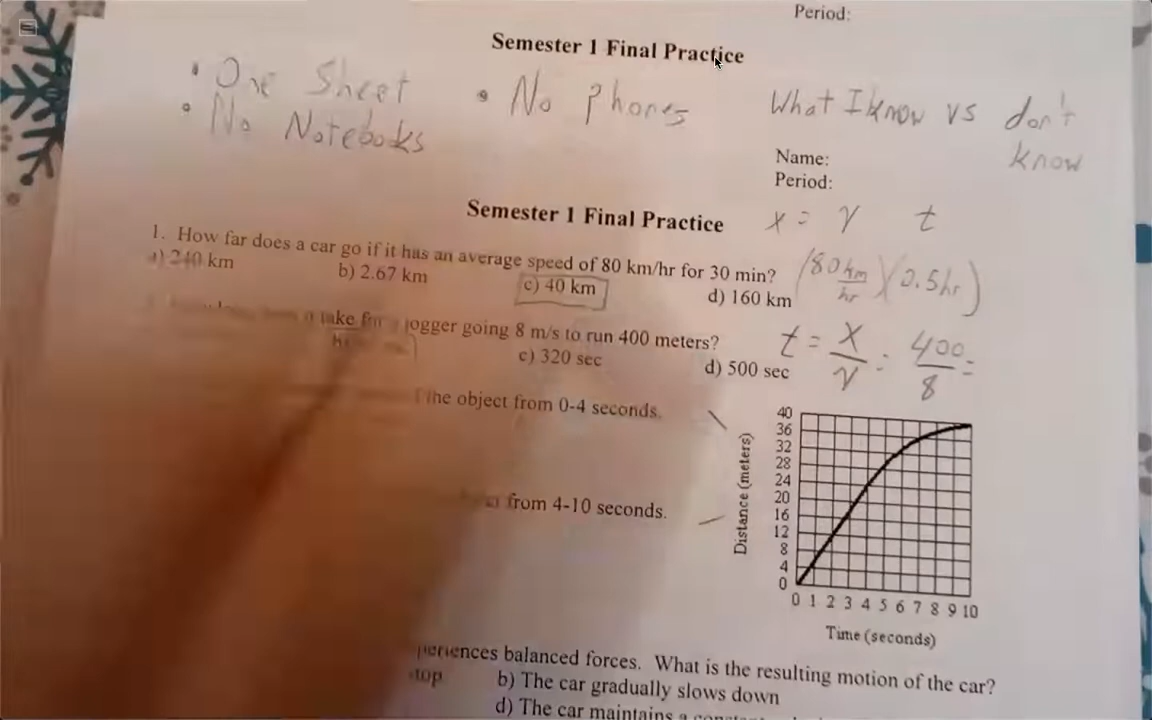 Period:
Semester 1 Final Practice
• One Sheet
• No Phones
What I know vs don't know
• No Notebooks
Name:
Period:
Semester 1 Final Practice
x = v t
1. How far does a car go if it has an average speed of 80 km/hr for 30 min?
(80 km/hr)(0.5hr)
a) 240 km b) 2.67 km c) 40 km d) 160 km
take for a jogger going 8 m/s to run 400 meters?
t = x/v = 400/8 =
c) 320 sec d) 500 sec
the object from 0-4 seconds.
from 4-10 seconds.
Distance (meters)
40
36
32
28
24
20
16
12
8
4
0
0 1 2 3 4 5 6 7 8 9 10
Time (seconds)
periences balanced forces. What is the resulting motion of the car?
stop b) The car gradually slows down
d) The car maintains a